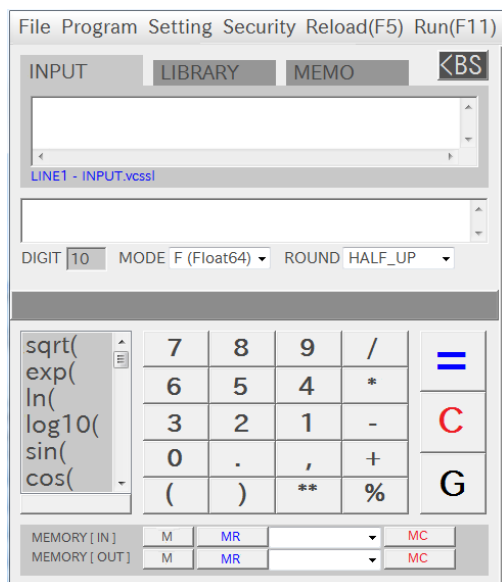 File Program Setting Security Reload(F5) Run(F11)
INPUT LIBRARY MEMO <BS
LINE1 - INPUT.vcssl
DIGIT 10 MODE F (Float64) ROUND HALF_UP
sqrt(
exp(
ln(
log10(
sin(
cos(
7 8 9 /
6 5 4 *
3 2 1 -
0 . , +
( ) ** %
=
C
G
MEMORY [ IN ] M MR MC
MEMORY [ OUT ] M MR MC